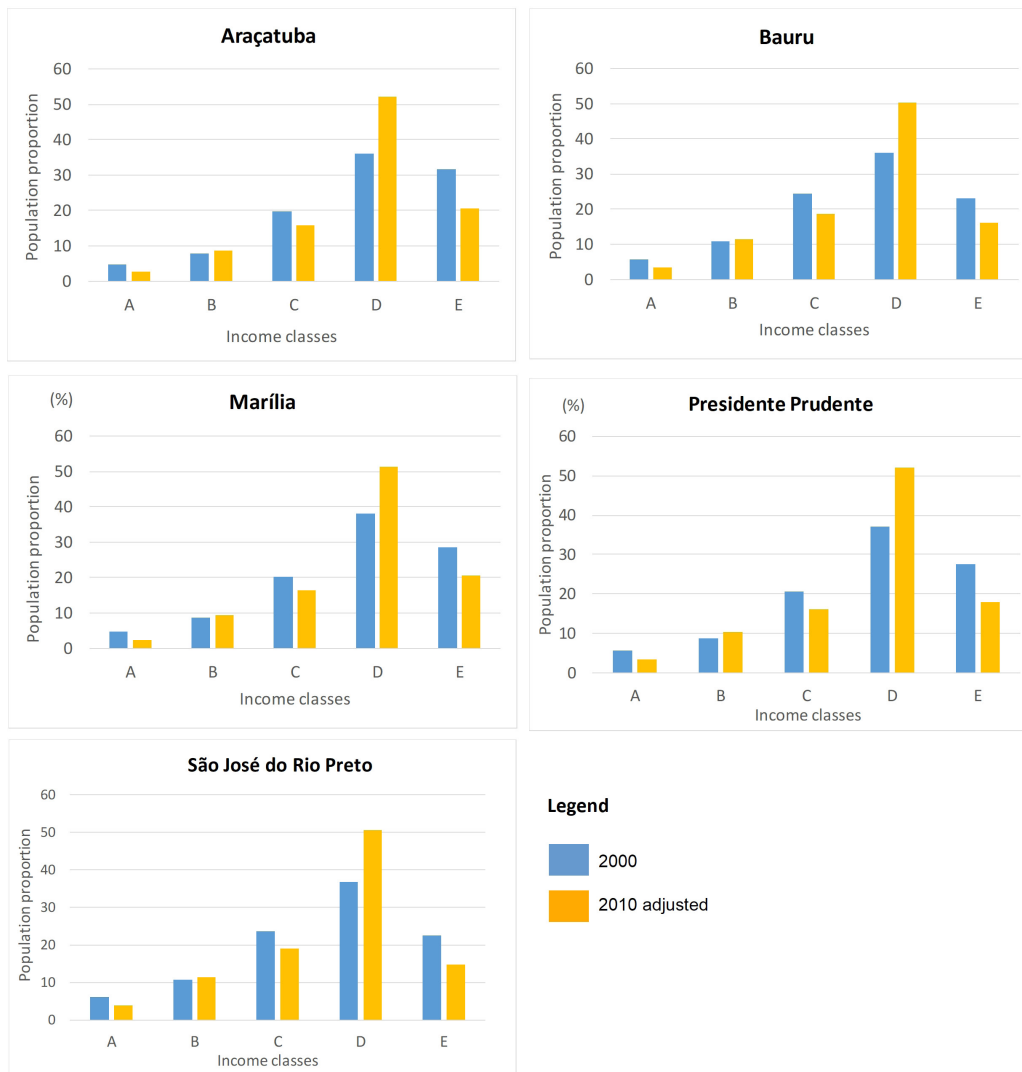 Araçatuba
Population proportion
60
50
40
30
20
10
0
A B C D E
Income classes
Bauru
Population proportion
60
50
40
30
20
10
0
A B C D E
Income classes
(%)
Marília
Population proportion
60
50
40
30
20
10
0
A B C D E
Income classes
(%)
Presidente Prudente
Population proportion
60
50
40
30
20
10
0
A B C D E
Income classes
São José do Rio Preto
Population proportion
60
50
40
30
20
10
0
A B C D E
Income classes
Legend
2000
2010 adjusted